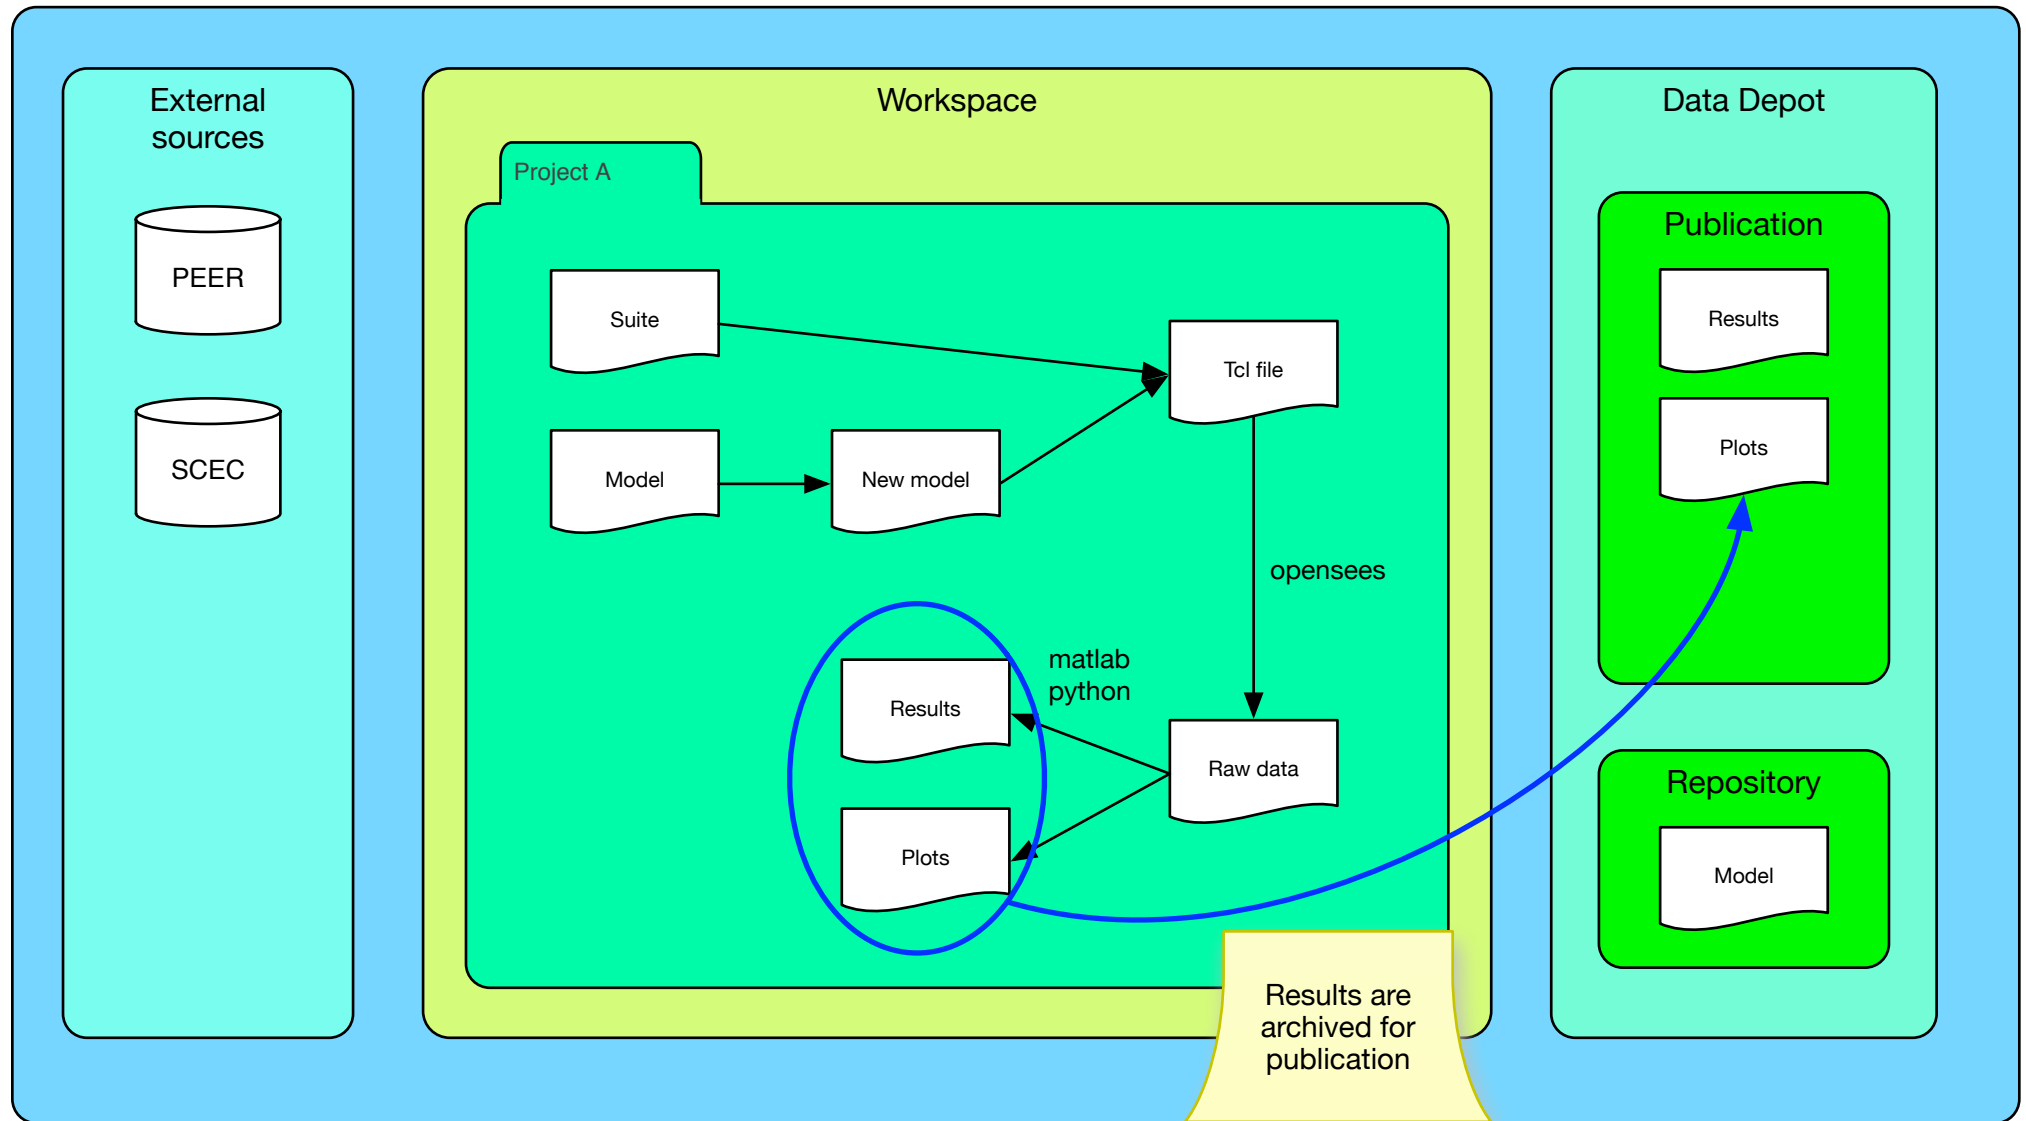 External
sources
PEER
SCEC
Workspace
Project A
Suite
Tcl file
Model
New model
opensees
matlab
python
Results
Raw data
Plots
Results are
archived for
publication
Data Depot
Publication
Results
Plots
Repository
Model